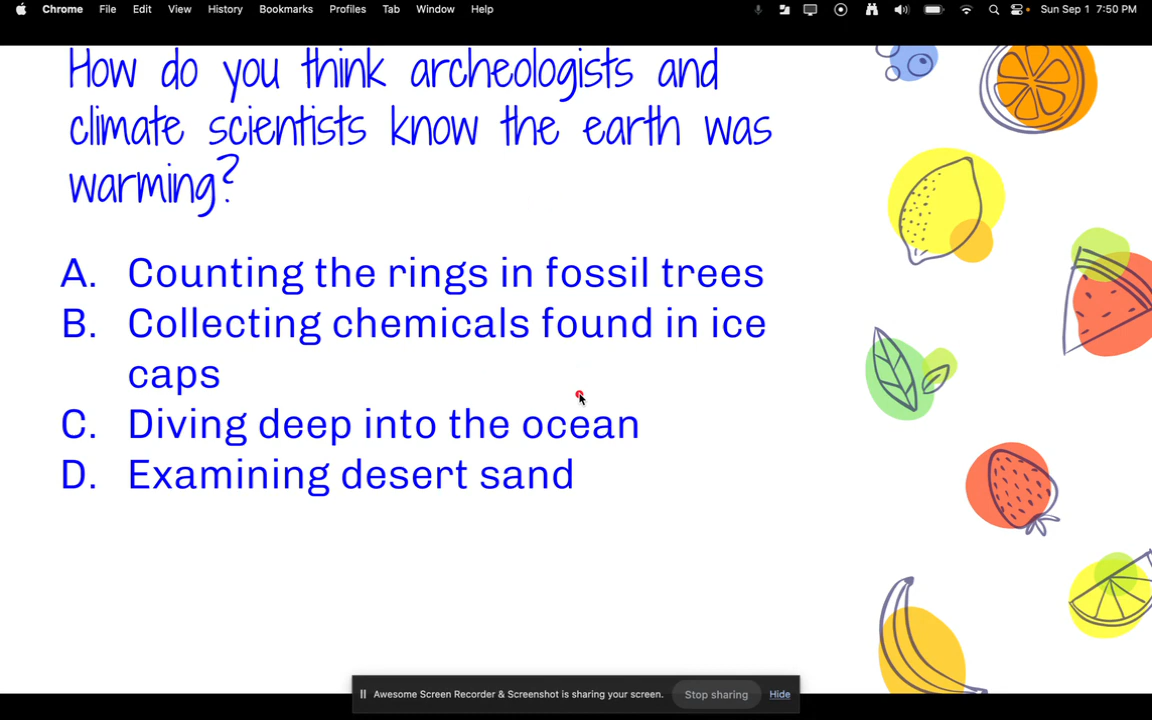 Chrome File Edit View History Bookmarks Profiles Tab Window Help Sun Sep 1 7:50 PM
How do you think archeologists and
climate scientists know the earth was
warming?
A. Counting the rings in fossil trees
B. Collecting chemicals found in ice
caps
C. Diving deep into the ocean
D. Examining desert sand
Awesome Screen Recorder & Screenshot is sharing your screen. Stop sharing Hide